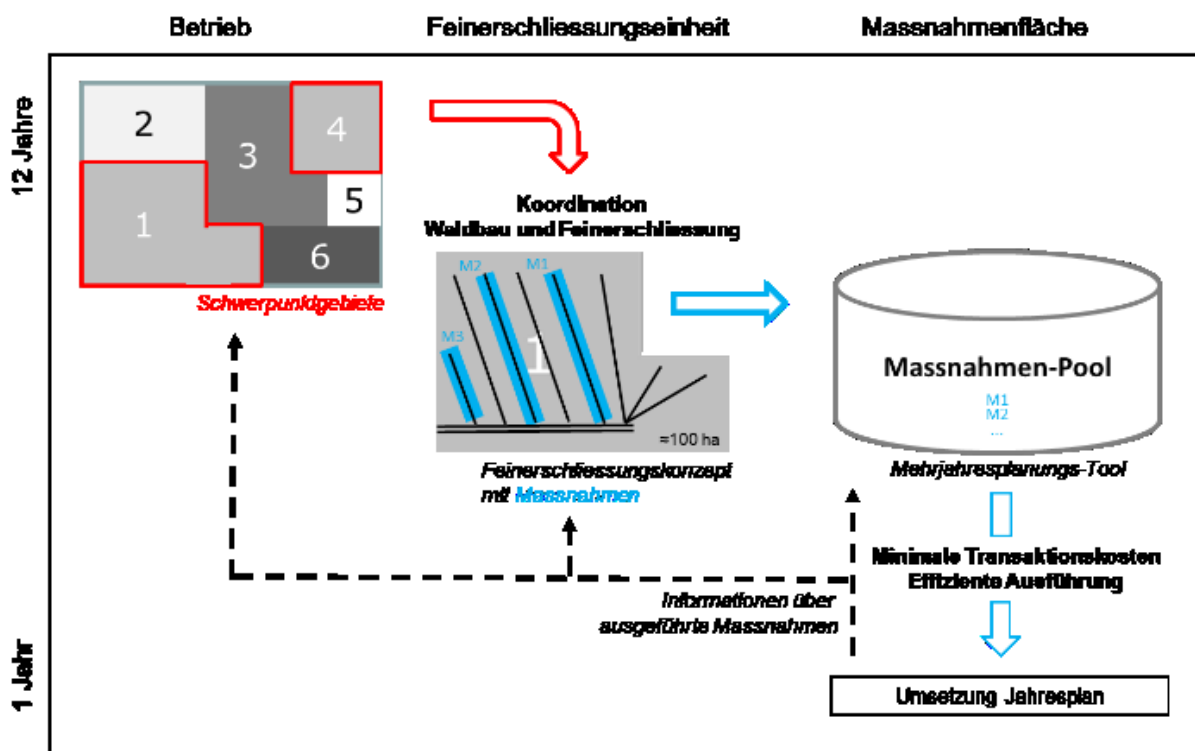 Betrieb
Feinerschliessungseinheit
Massnahmenfläche
12 Jahre
2
3
4
1
5
6
Schwerpunktgebiete
Koordination
Waldbau und Feinerschliessung
M2
M1
M3
1
≈100 ha
Feinerschliessungskonzept
mit Massnahmen
Massnahmen-Pool
M1
M2
...
Mehrjahresplanungs-Tool
Minimale Transaktionskosten
Effiziente Ausführung
Informationen über
ausgeführte Massnahmen
1 Jahr
Umsetzung Jahresplan